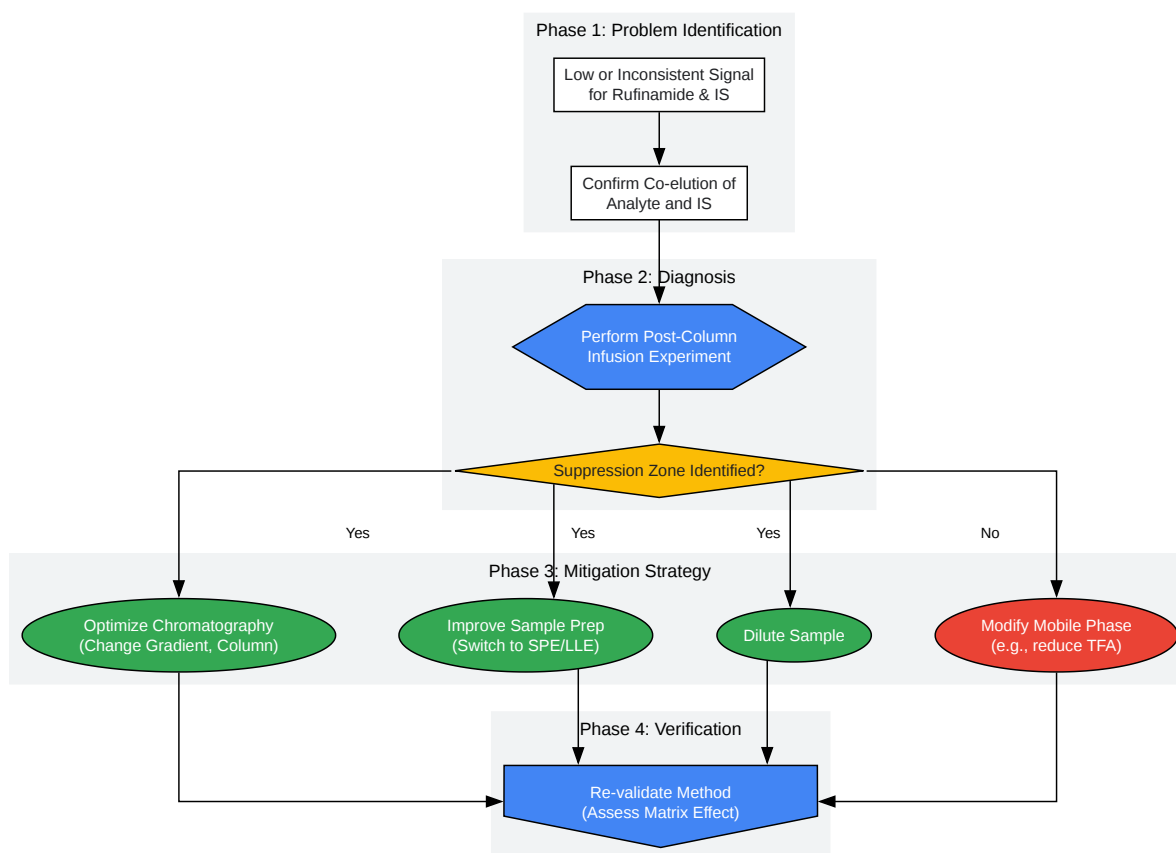 Phase 1: Problem Identification
Low or Inconsistent Signal
for Rufinamide & IS
Confirm Co-elution of
Analyte and IS
Phase 2: Diagnosis
Perform Post-Column
Infusion Experiment
Suppression Zone Identified?
Yes
Yes
Yes
No
Phase 3: Mitigation Strategy
Optimize Chromatography
(Change Gradient, Column)
Improve Sample Prep
(Switch to SPE/LLE)
Dilute Sample
Modify Mobile Phase
(e.g., reduce TFA)
Phase 4: Verification
Re-validate Method
(Assess Matrix Effect)